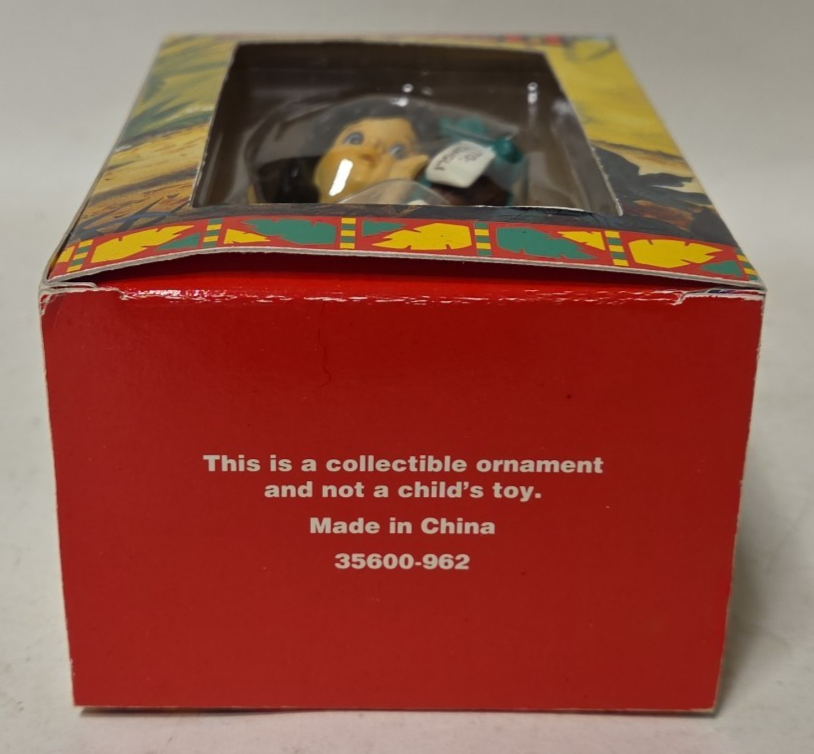 This is a collectible ornament
and not a child's toy.
Made in China
35600-962